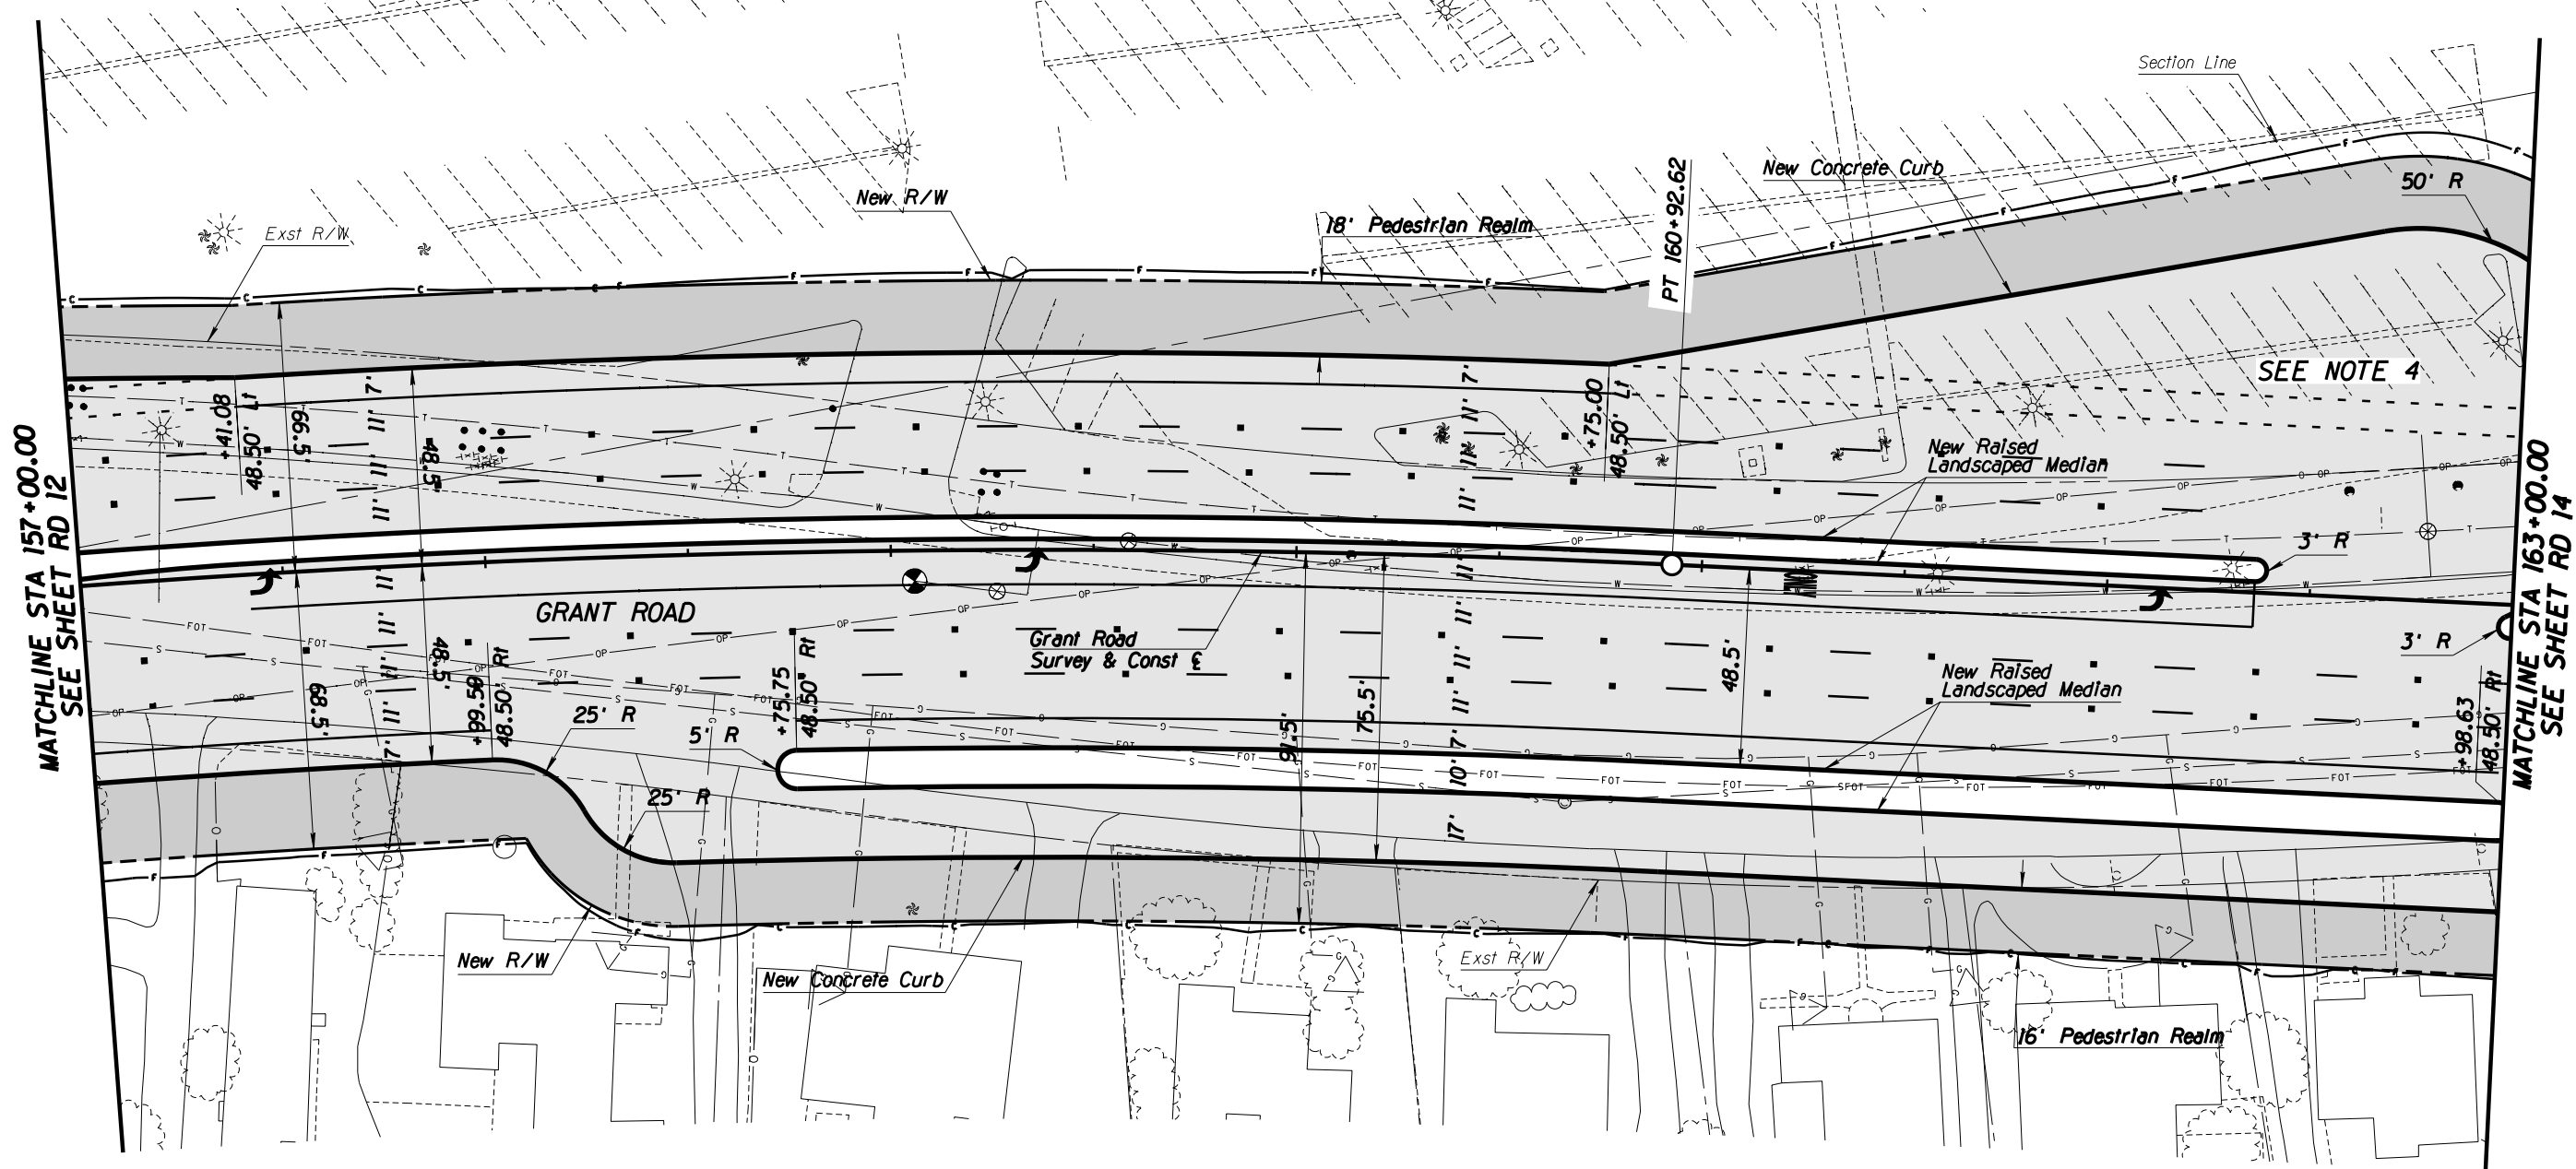 Section Line
New Concrete Curb
50' R
New R/W
18' Pedestrian Realm
Exst R/W
PT 160+92.62
SEE NOTE 4
+41.08
48.50' Lt
66.5'
7'
11'
11'
11'
48.5'
11'
11'
11'
7'
+75.00
48.50' Lt
New Raised
Landscaped Median
MATCHLINE STA 157+00.00
SEE SHEET RD 12
MATCHLINE STA 163+00.00
SEE SHEET RD 14
3' R
GRANT ROAD
Grant Road
Survey & Const ℄
3' R
48.5'
68.5'
+99.59
48.50' Rt
25' R
5' R
+75.75
48.50' Rt
91.5'
75.5'
11'
11'
11'
7'
10'
17'
48.5'
New Raised
Landscaped Median
+98.63
48.50' Rt
25' R
New R/W
New Concrete Curb
Exst R/W
16' Pedestrian Realm